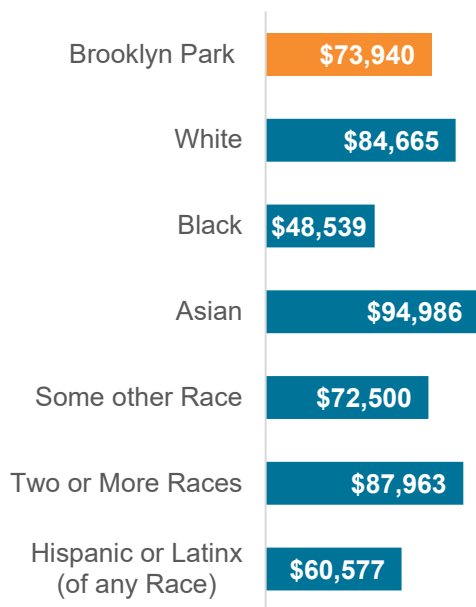 Brooklyn Park $73,940
White $84,665
Black $48,539
Asian $94,986
Some other Race $72,500
Two or More Races $87,963
Hispanic or Latinx
(of any Race) $60,577